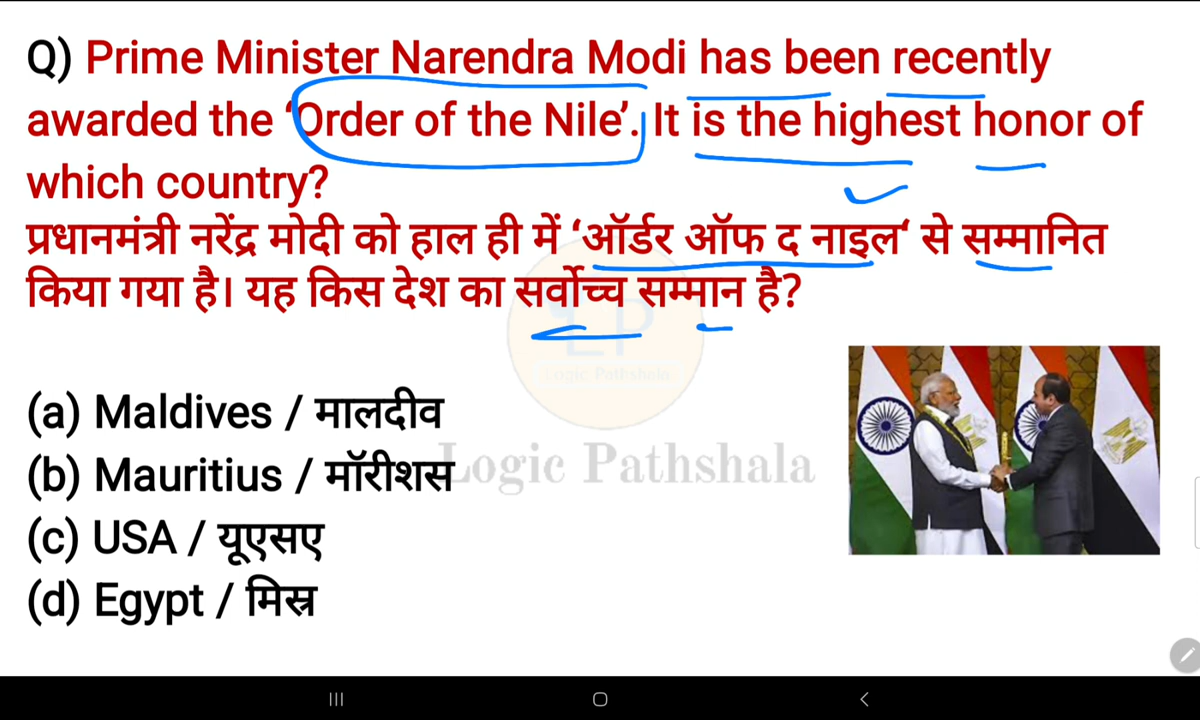 Q) Prime Minister Narendra Modi has been recently
awarded the ‘Order of the Nile’. It is the highest honor of
which country?
प्रधानमंत्री नरेंद्र मोदी को हाल ही में ‘ऑर्डर ऑफ द नाइल‘ से सम्मानित
किया गया है। यह किस देश का सर्वोच्च सम्मान है?
LP
Logic Pathshala
(a) Maldives / मालदीव
Logic Pathshala
(b) Mauritius / मॉरीशस
(c) USA / यूएसए
(d) Egypt / मिस्र